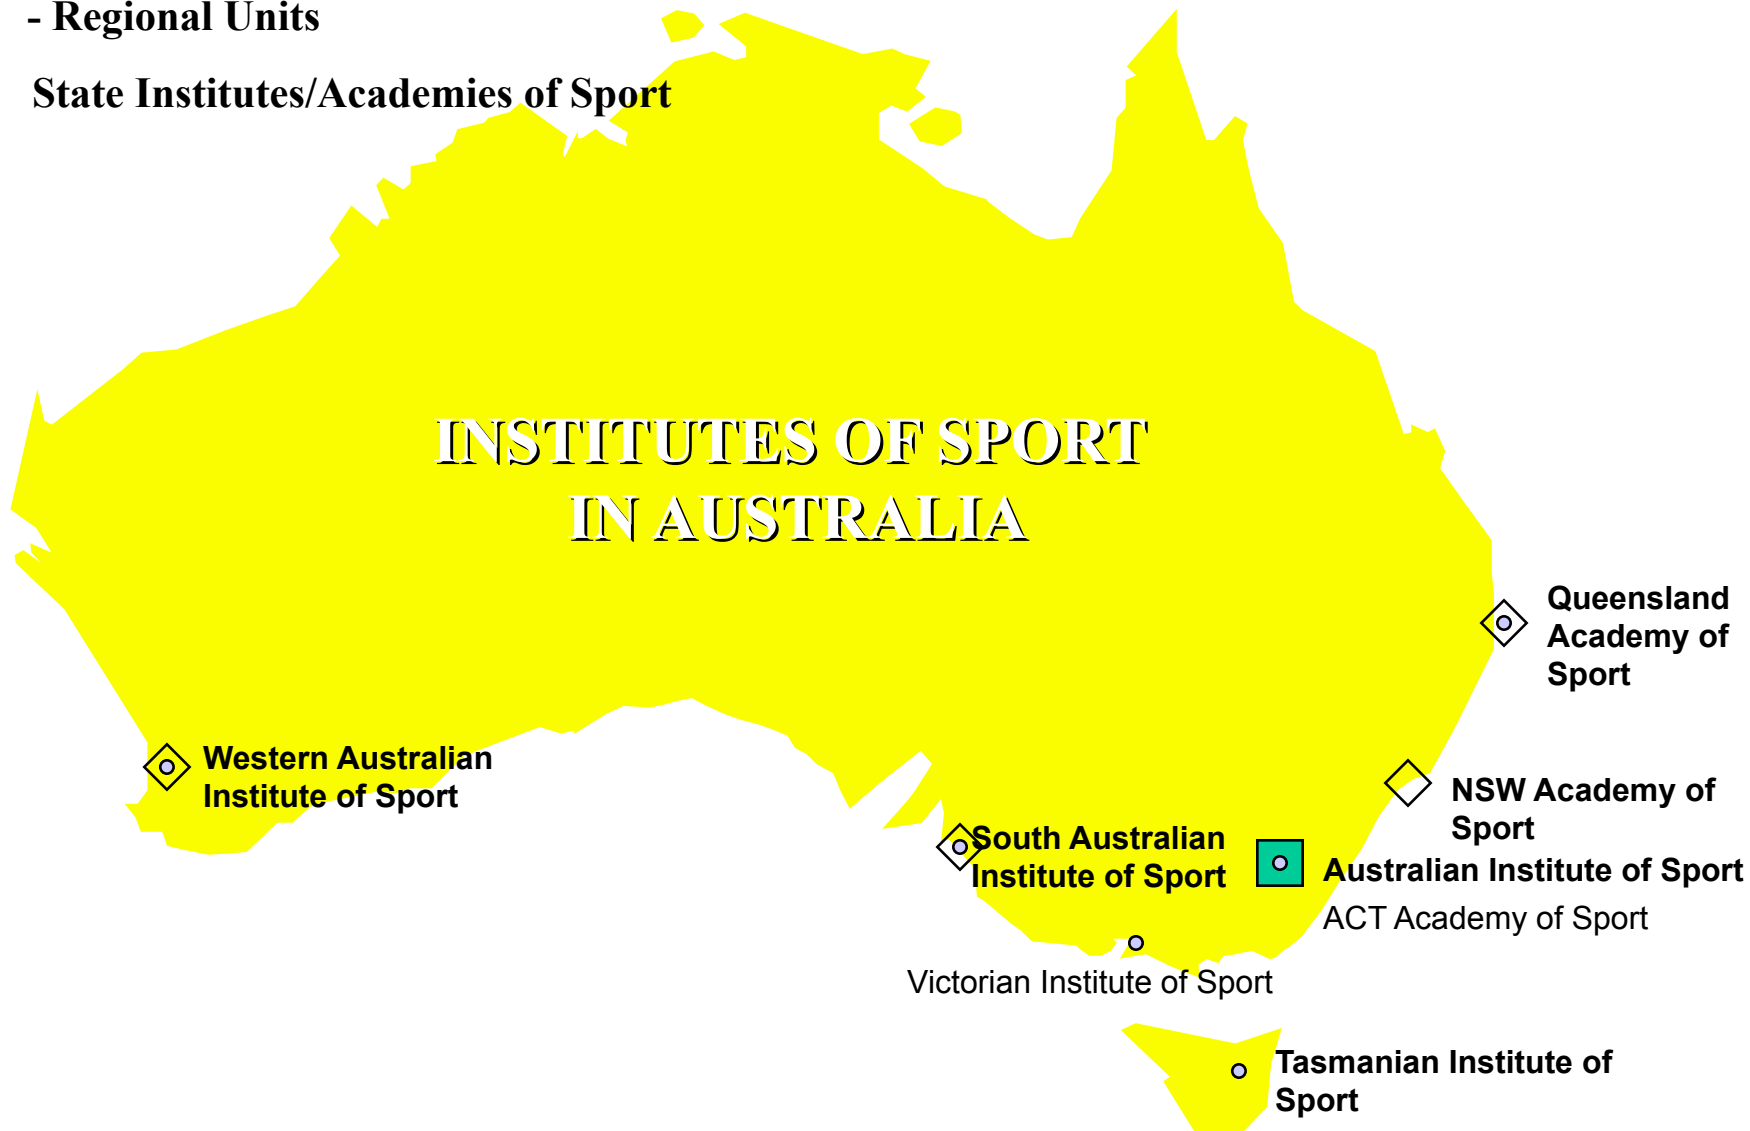 - Regional Units
State Institutes/Academies of Sport
INSTITUTES OF SPORT
IN AUSTRALIA
Queensland
Academy of
Sport
Western Australian
Institute of Sport
NSW Academy of
Sport
South Australian
Institute of Sport
Australian Institute of Sport
ACT Academy of Sport
Victorian Institute of Sport
Tasmanian Institute of
Sport